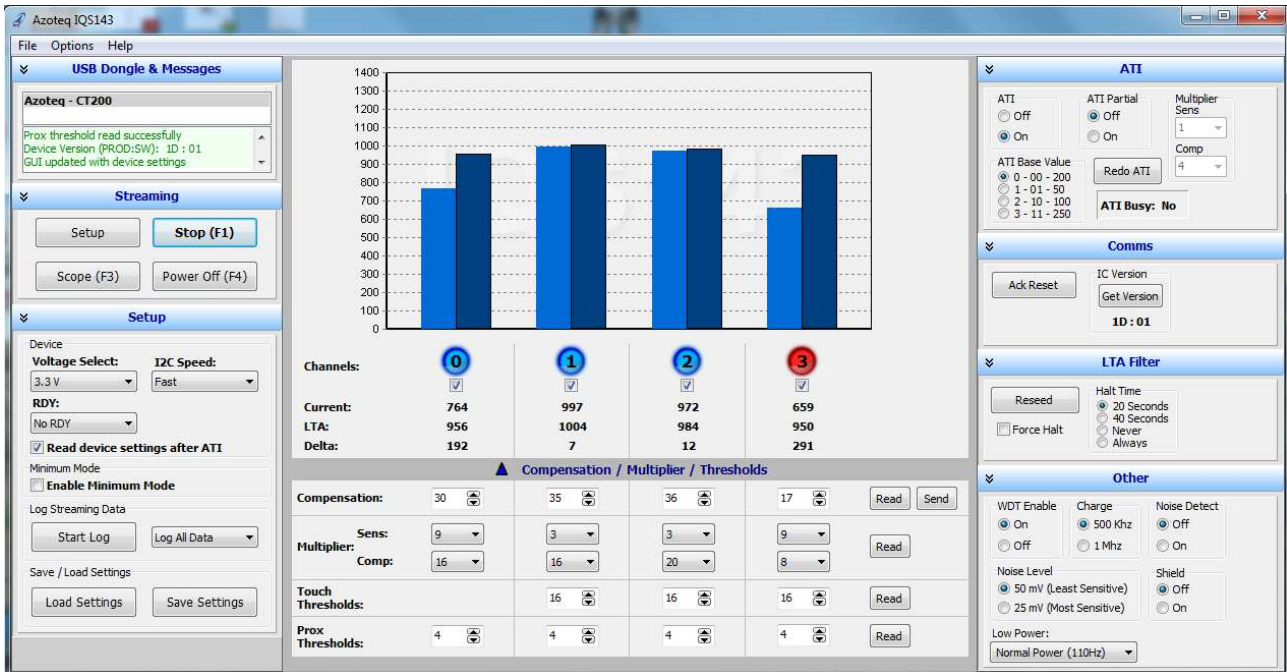 Azoteq IQS143
File Options Help
USB Dongle & Messages
Azoteq - CT200
Prox threshold read successfully
Device Version (PROD:SW): 1D : 01
GUI updated with device settings
Streaming
Setup Stop (F1)
Scope (F3) Power Off (F4)
Setup
Device
Voltage Select: I2C Speed:
3.3 V Fast
RDY:
No RDY
Read device settings after ATI
Minimum Mode
Enable Minimum Mode
Log Streaming Data
Start Log Log All Data
Save / Load Settings
Load Settings Save Settings
1400
1300
1200
1100
1000
900
800
700
600
500
400
300
200
100
0
Channels: 0 1 2 3
Current: 764 997 972 659
LTA: 956 1004 984 950
Delta: 192 7 12 291
Compensation / Multiplier / Thresholds
Compensation: 30 35 36 17 Read Send
Multiplier: Sens: 9 3 3 9 Read
Comp: 16 16 20 8
Touch
Thresholds: 16 16 16 Read
Prox
Thresholds: 4 4 4 4 Read
ATI
ATI ATI Partial Multiplier
Sens
Off Off 1
On On Comp
4
ATI Base Value
0 - 00 - 200
1 - 01 - 50
2 - 10 - 100
3 - 11 - 250
Redo ATI
ATI Busy: No
Comms
Ack Reset
IC Version
Get Version
1D : 01
LTA Filter
Reseed
Force Halt
Halt Time
20 Seconds
40 Seconds
Never
Always
Other
WDT Enable Charge Noise Detect
On 500 Khz Off
Off 1 Mhz On
Noise Level Shield
50 mV (Least Sensitive) Off
25 mV (Most Sensitive) On
Low Power:
Normal Power (110Hz)